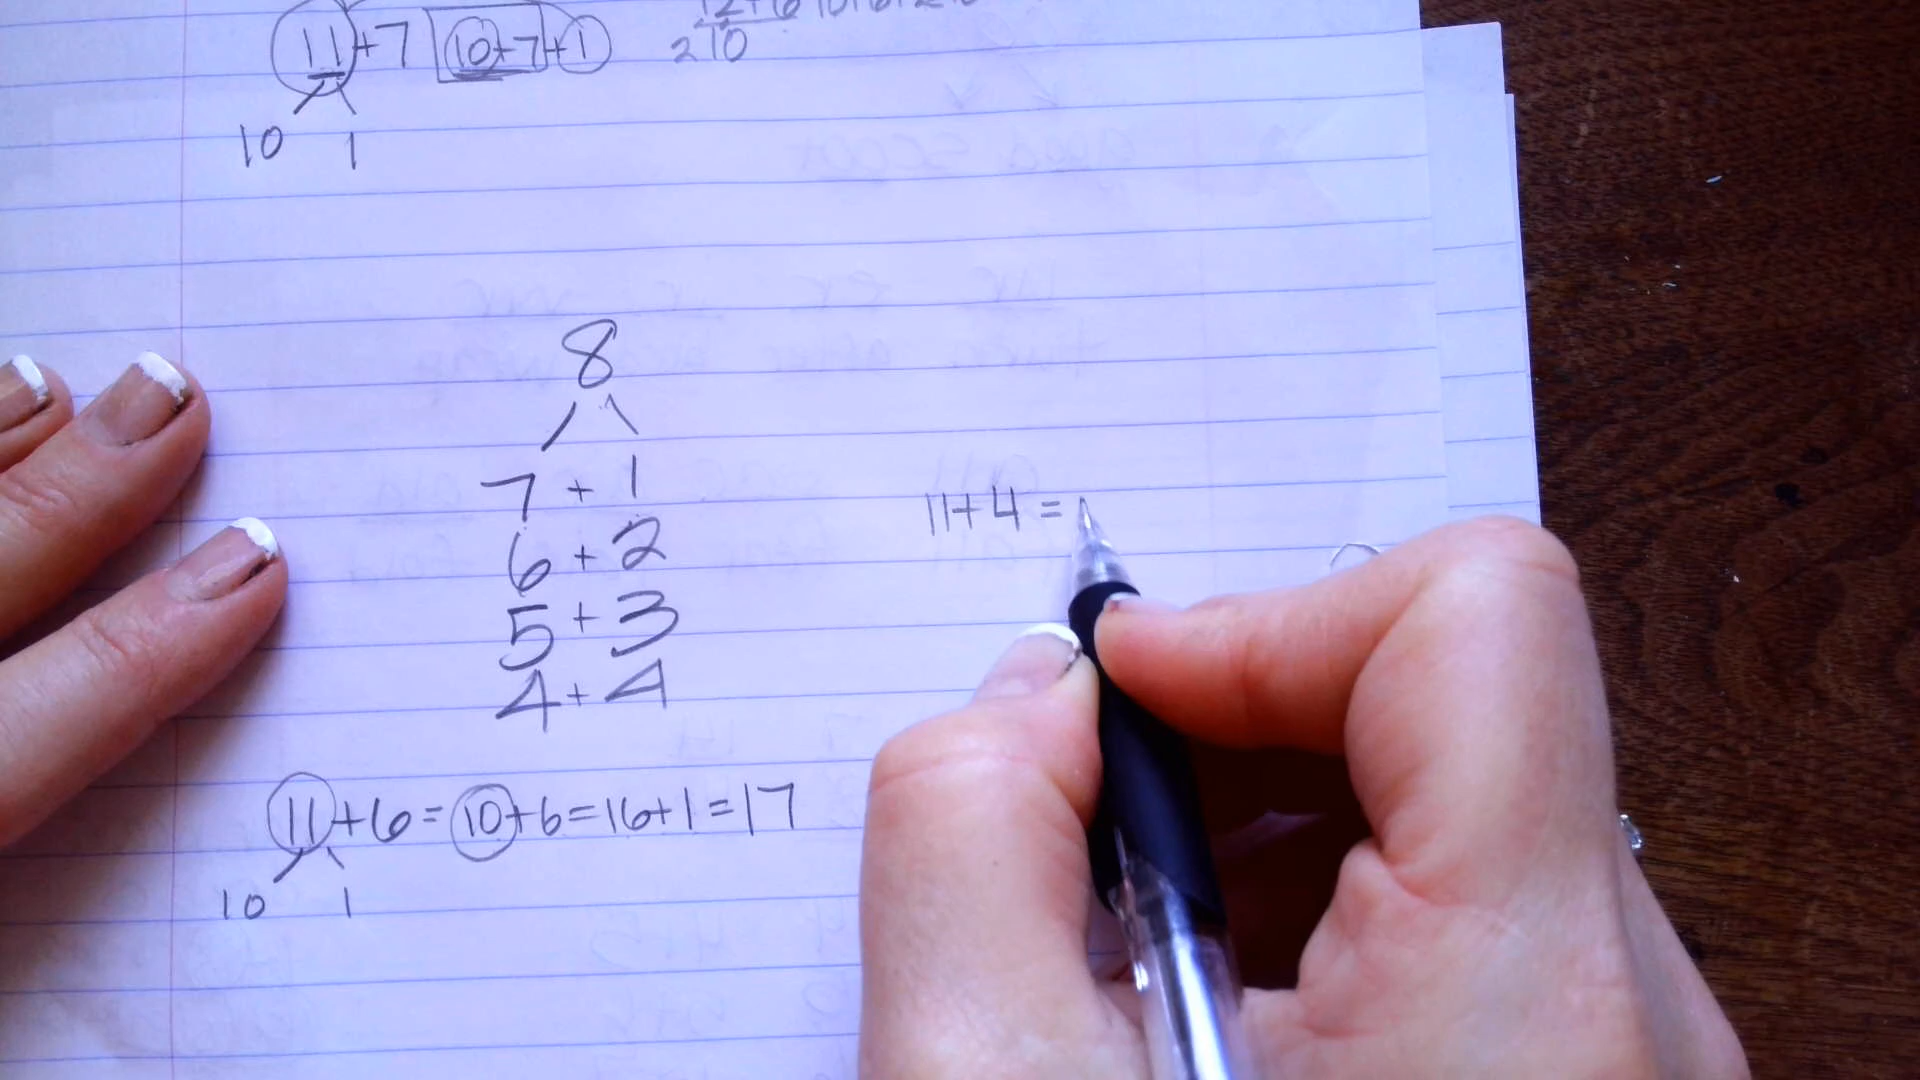 11+7 10+7+1
210
10 1
8
7 + 1
6 + 2
5 + 3
4 + 4
11+4 =
11+6=10+6=16+1=17
10 1